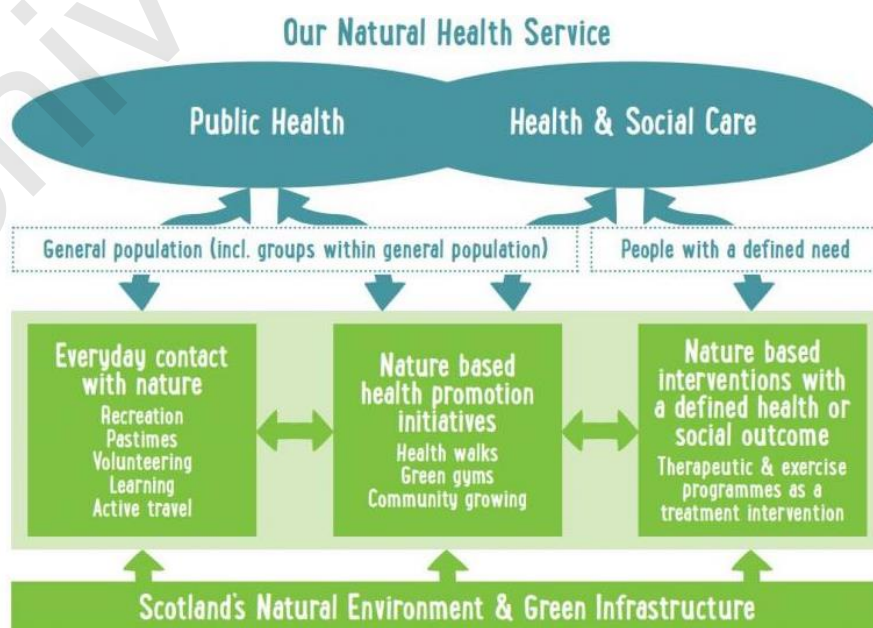 Our Natural Health Service
Public Health
Health & Social Care
General population (incl. groups within general population)
People with a defined need
Everyday contact
with nature
Recreation
Pastimes
Volunteering
Learning
Active travel
Nature based
health promotion
initiatives
Health walks
Green gyms
Community growing
Nature based
interventions with
a defined health or
social outcome
Therapeutic & exercise
programmes as a
treatment intervention
Scotland's Natural Environment & Green Infrastructure